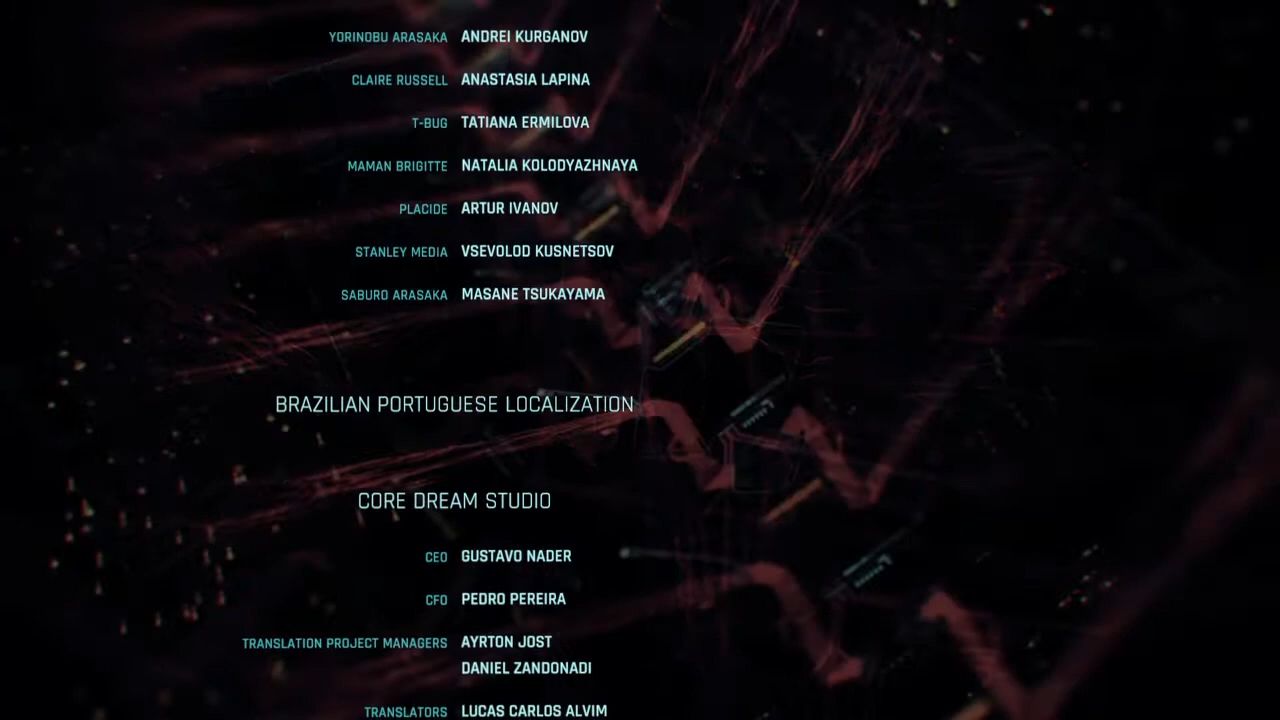 YORINOBU ARASAKA ANDREI KURGANOV
CLAIRE RUSSELL ANASTASIA LAPINA
T-BUG TATIANA ERMILOVA
MAMAN BRIGITTE NATALIA KOLODYAZHNAYA
PLACIDE ARTUR IVANOV
STANLEY MEDIA VSEVOLOD KUSNETSOV
SABURO ARASAKA MASANE TSUKAYAMA
BRAZILIAN PORTUGUESE LOCALIZATION
CORE DREAM STUDIO
CEO GUSTAVO NADER
CFO PEDRO PEREIRA
TRANSLATION PROJECT MANAGERS AYRTON JOST
DANIEL ZANDONADI
TRANSLATORS LUCAS CARLOS ALVIM